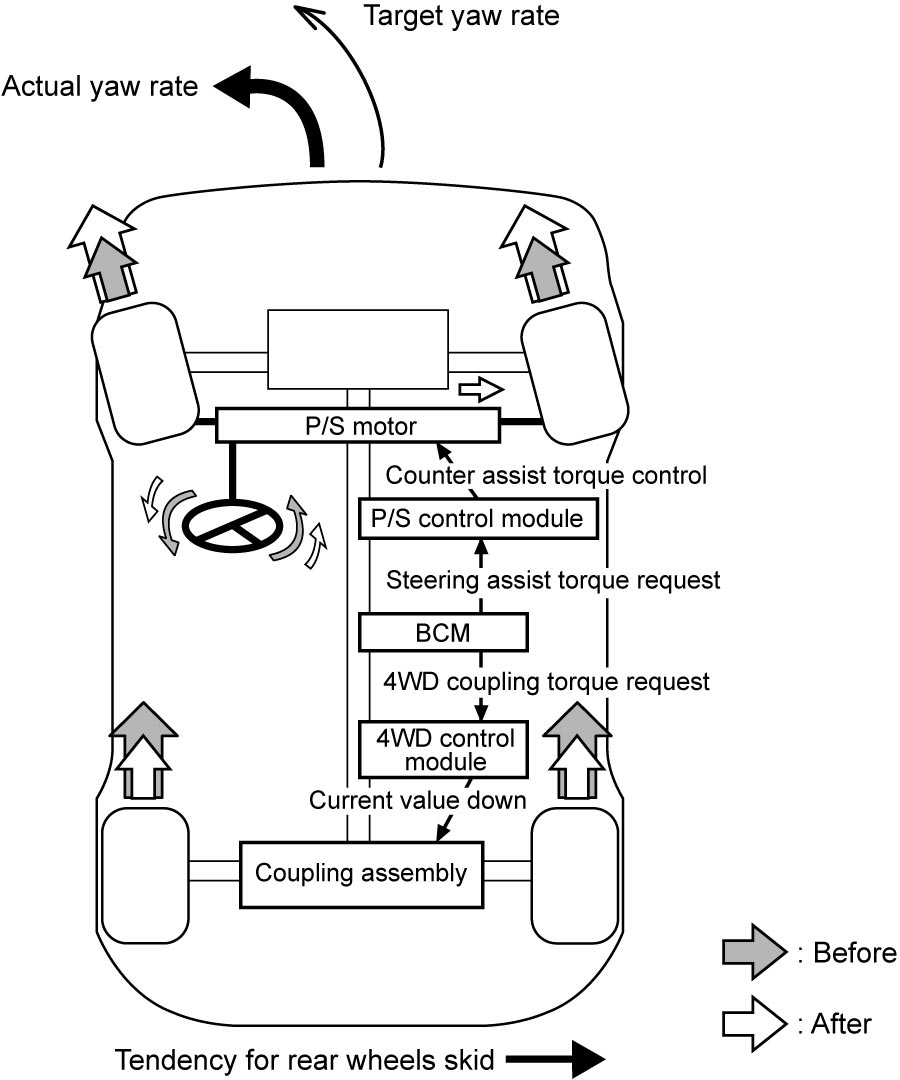 Target yaw rate
Actual yaw rate
P/S motor
Counter assist torque control
P/S control module
Steering assist torque request
BCM
4WD coupling torque request
4WD control
module
Current value down
Coupling assembly
: Before
: After
Tendency for rear wheels skid